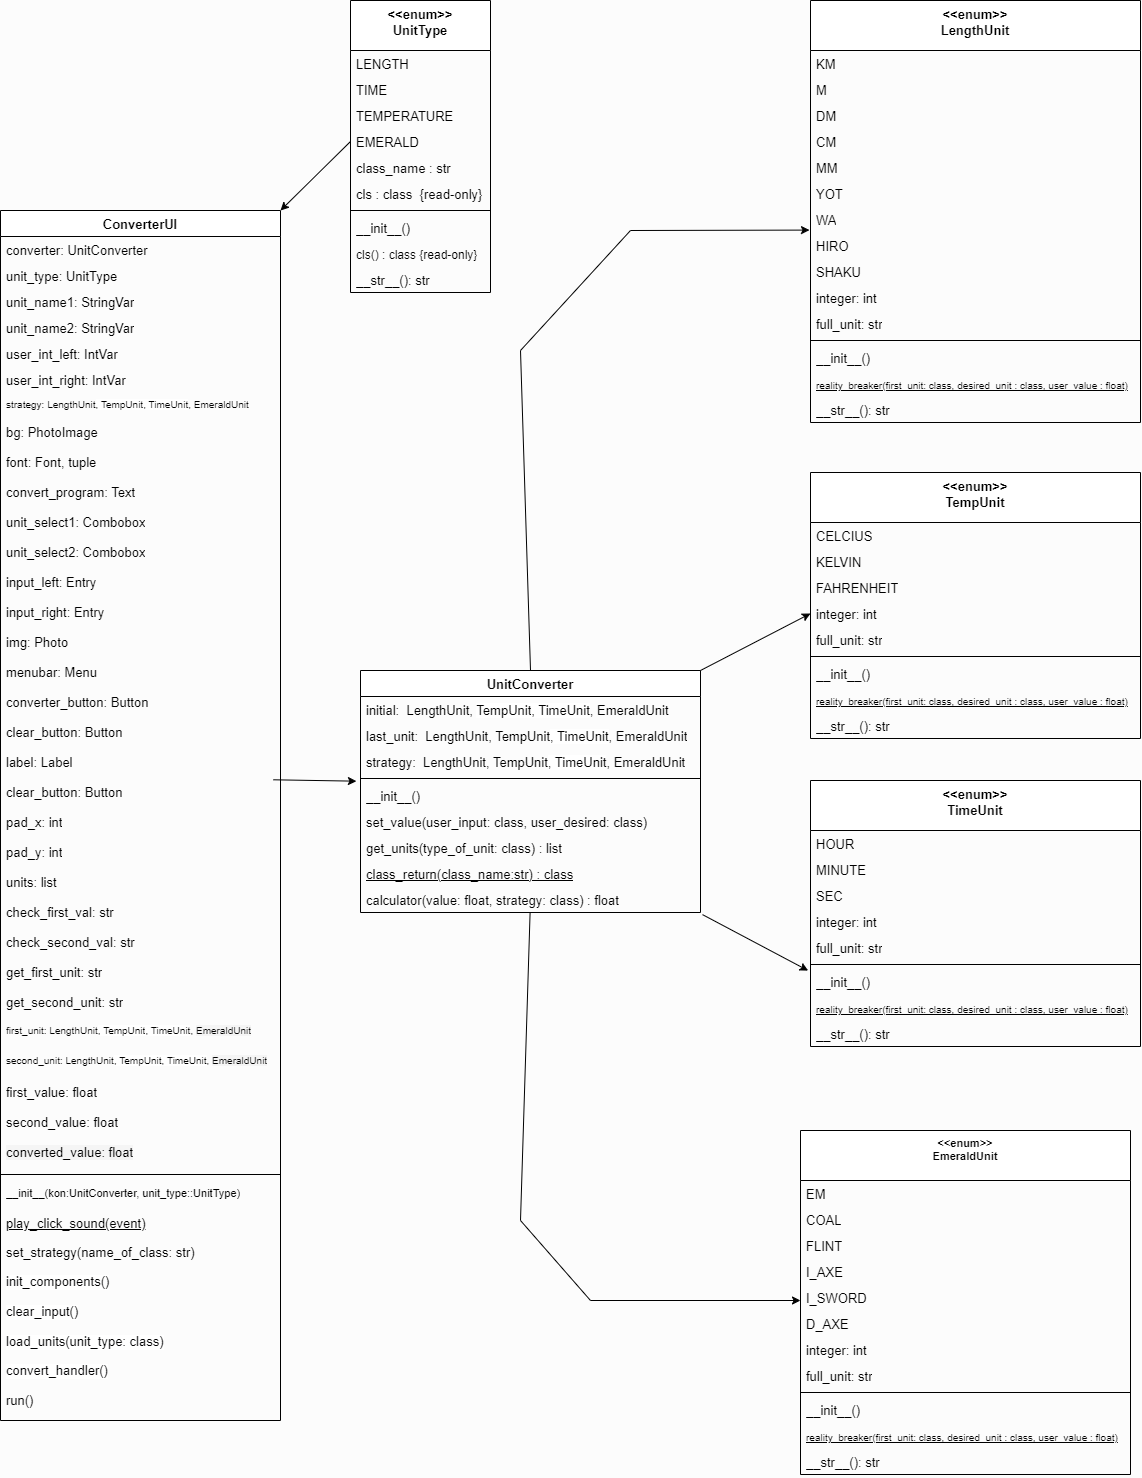 <<enum>>
UnitType
LENGTH
TIME
TEMPERATURE
EMERALD
class_name : str
cls : class  {read-only}
__init__()
cls() : class {read-only}
__str__(): str
<<enum>>
LengthUnit
KM
M
DM
CM
MM
YOT
WA
HIRO
SHAKU
integer: int
full_unit: str
__init__()
reality_breaker(first_unit: class, desired_unit : class, user_value : float)
__str__(): str
ConverterUI
converter: UnitConverter
unit_type: UnitType
unit_name1: StringVar
unit_name2: StringVar
user_int_left: IntVar
user_int_right: IntVar
strategy: LengthUnit, TempUnit, TimeUnit, EmeraldUnit
bg: PhotoImage
font: Font, tuple
convert_program: Text
unit_select1: Combobox
unit_select2: Combobox
input_left: Entry
input_right: Entry
img: Photo
menubar: Menu
converter_button: Button
clear_button: Button
label: Label
clear_button: Button
pad_x: int
pad_y: int
units: list
check_first_val: str
check_second_val: str
get_first_unit: str
get_second_unit: str
first_unit: LengthUnit, TempUnit, TimeUnit, EmeraldUnit
second_unit: LengthUnit, TempUnit, TimeUnit, EmeraldUnit
first_value: float
second_value: float
converted_value: float
__init__(kon:UnitConverter, unit_type::UnitType)
play_click_sound(event)
set_strategy(name_of_class: str)
init_components()
clear_input()
load_units(unit_type: class)
convert_handler()
run()
UnitConverter
initial:  LengthUnit, TempUnit, TimeUnit, EmeraldUnit
last_unit:  LengthUnit, TempUnit, TimeUnit, EmeraldUnit
strategy:  LengthUnit, TempUnit, TimeUnit, EmeraldUnit
__init__()
set_value(user_input: class, user_desired: class)
get_units(type_of_unit: class) : list
class_return(class_name:str) : class
calculator(value: float, strategy: class) : float
<<enum>>
TempUnit
CELCIUS
KELVIN
FAHRENHEIT
integer: int
full_unit: str
__init__()
reality_breaker(first_unit: class, desired_unit : class, user_value : float)
__str__(): str
<<enum>>
TimeUnit
HOUR
MINUTE
SEC
integer: int
full_unit: str
__init__()
reality_breaker(first_unit: class, desired_unit : class, user_value : float)
__str__(): str
<<enum>>
EmeraldUnit
EM
COAL
FLINT
I_AXE
I_SWORD
D_AXE
integer: int
full_unit: str
__init__()
reality_breaker(first_unit: class, desired_unit : class, user_value : float)
__str__(): str